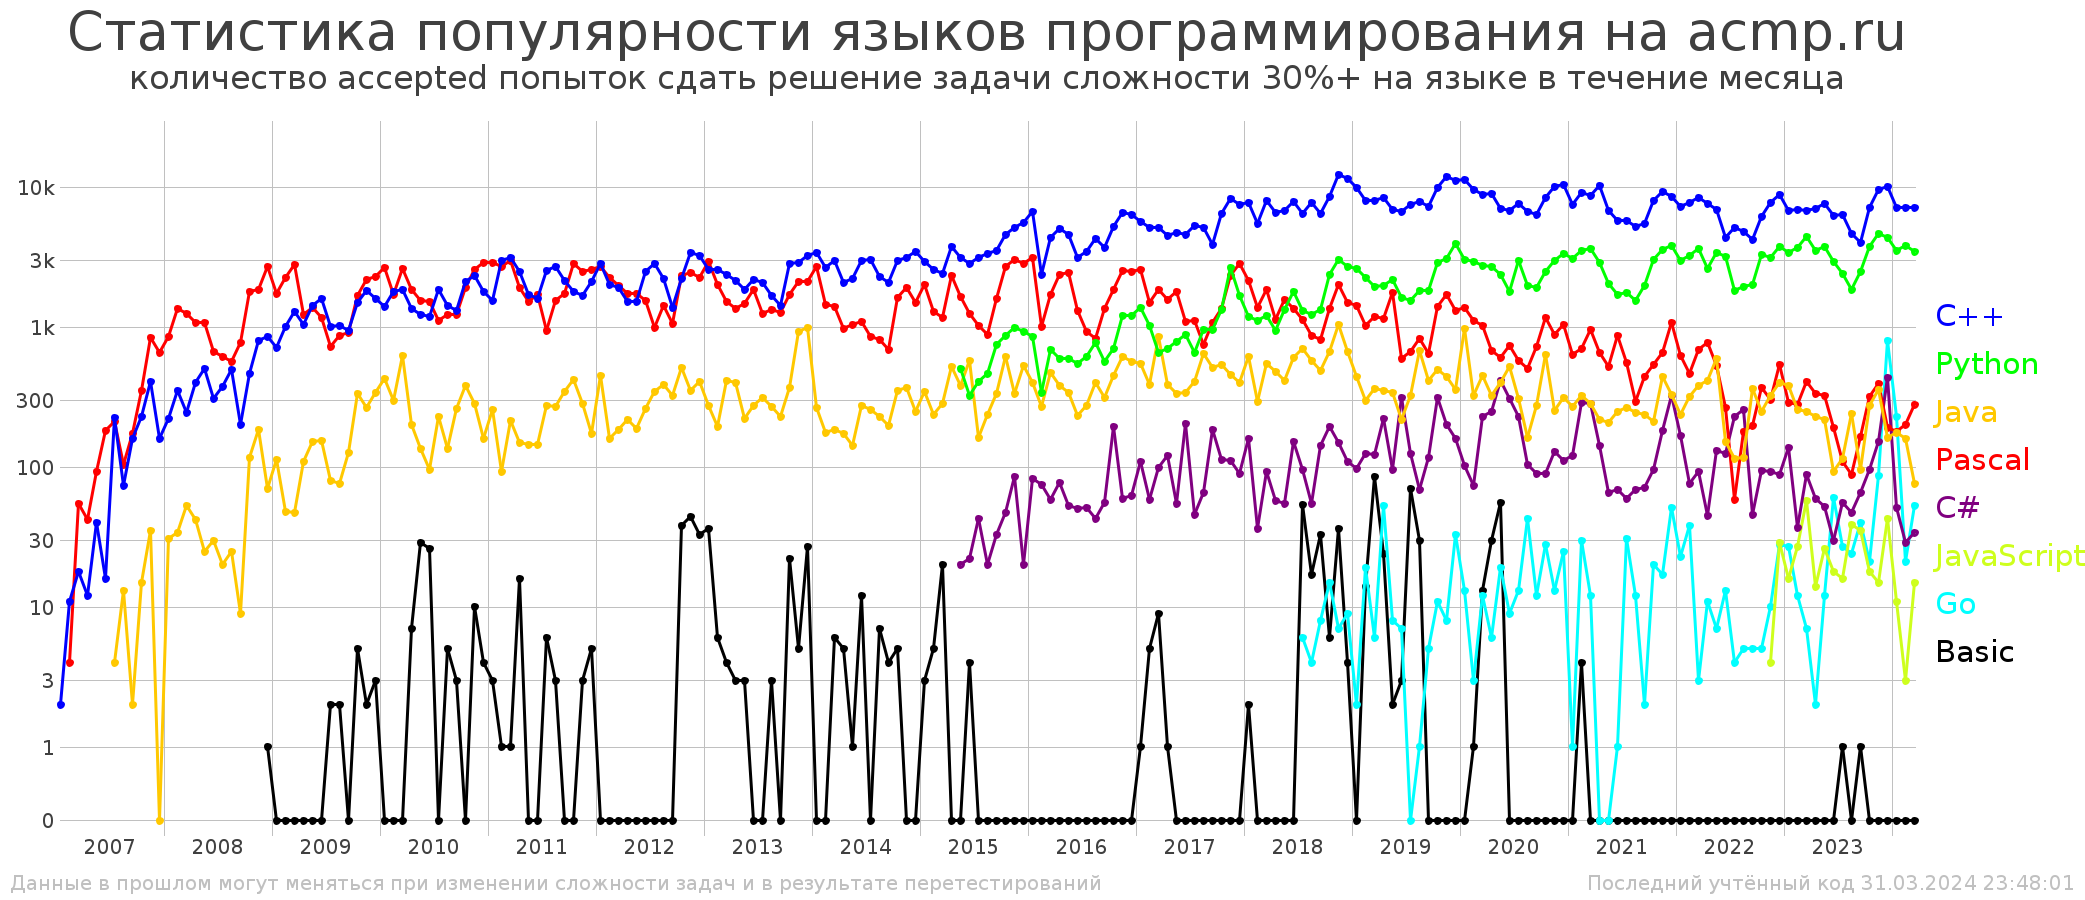 Статистика популярности языков программирования на acmp.ru
количество accepted попыток сдать решение задачи сложности 30%+ на языке в течение месяца
10k
3k
1k
300
100
30
10
3
1
0
C++
Python
Java
Pascal
C#
JavaScript
Go
Basic
2007 2008 2009 2010 2011 2012 2013 2014 2015 2016 2017 2018 2019 2020 2021 2022 2023
Данные в прошлом могут меняться при изменении сложности задач и в результате перетестирований
Последний учтённый код 31.03.2024 23:48:01